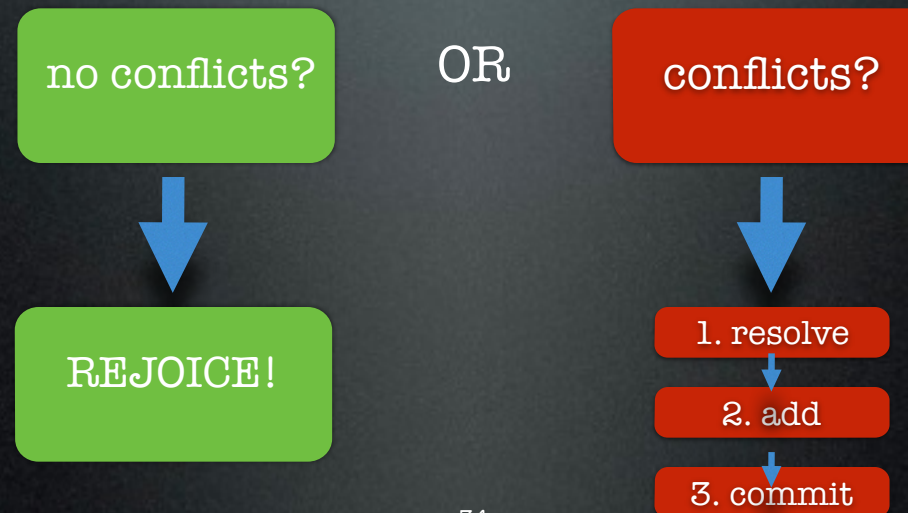 no conflicts?
OR
conflicts?
REJOICE!
1. resolve
2. add
3. commit